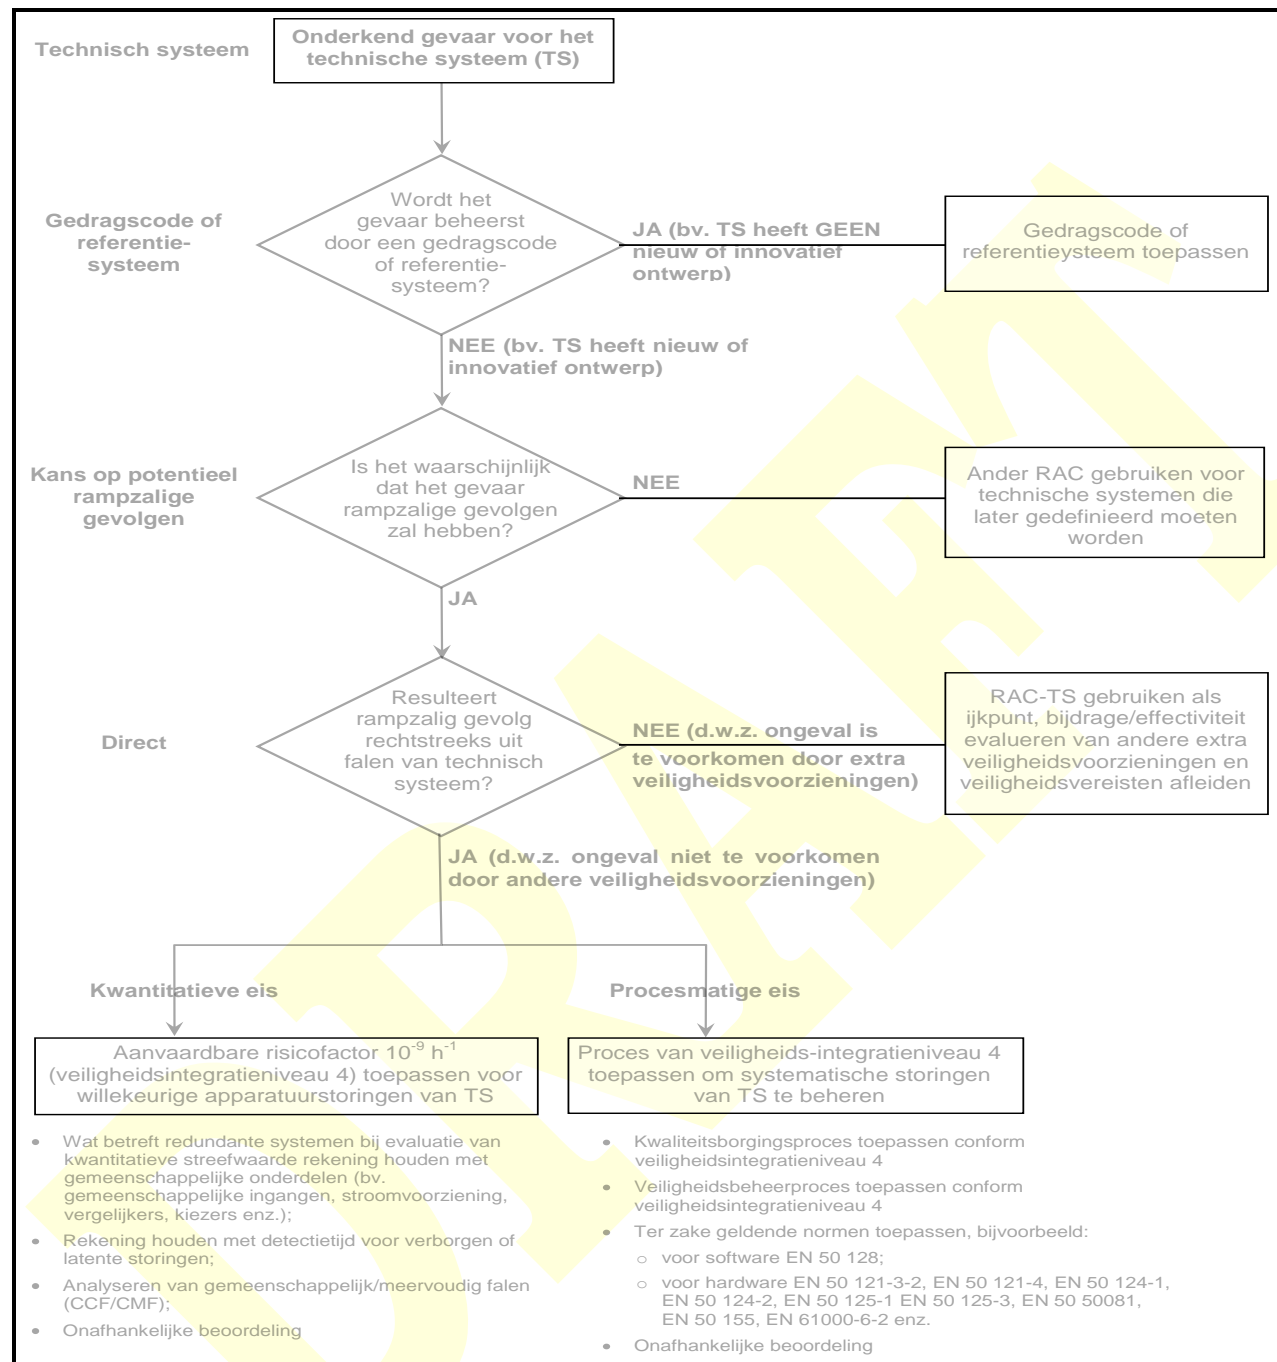 Technisch systeem
Onderkend gevaar voor het
technische systeem (TS)
Gedragscode of
referentie-
systeem
Wordt het
gevaar beheerst
door een gedragscode
of referentie-
systeem?
JA (bv. TS heeft GEEN
nieuw of innovatief
ontwerp)
Gedragscode of
referentieysteem toepassen
NEE (bv. TS heeft nieuw of
innovatief ontwerp)
Kans op potentieel
rampzalige
gevolgen
Is het waarschijnlijk
dat het gevaar
rampzalige gevolgen
zal hebben?
NEE
Ander RAC gebruiken voor
technische systemen die
later gedefinieerd moeten
worden
JA
Direct
Resulteert
rampzalig gevolg
rechtstreeks uit
falen van technisch
systeem?
NEE (d.w.z. ongeval is
te voorkomen door extra
veiligheidsvoorzieningen)
RAC-TS gebruiken als
ijkpunt, bijdrage/effectiviteit
evalueren van andere extra
veiligheidsvoorzieningen en
veiligheidsvereisten afleiden
JA (d.w.z. ongeval niet te voorkomen
door andere veiligheidsvoorzieningen)
Kwantitatieve eis
Procesmatige eis
Aanvaardbare risicofactor 10⁻⁹ h⁻¹
(veiligheidsintegratieniveau 4) toepassen voor
willekeurige apparatuurstoringen van TS
Proces van veiligheids-integratieniveau 4
toepassen om systematische storingen
van TS te beheren
• Wat betreft redundante systemen bij evaluatie van
kwantitatieve streefwaarde rekening houden met
gemeenschappelijke onderdelen (bv.
gemeenschappelijke ingangen, stroomvoorziening,
vergelijkers, kiezers enz.);
• Rekening houden met detectietijd voor verborgen of
latente storingen;
• Analyseren van gemeenschappelijk/meervoudig falen
(CCF/CMF);
• Onafhankelijke beoordeling
• Kwaliteitsborgingsproces toepassen conform
veiligheidsintegratieniveau 4
• Veiligheidsbeheerproces toepassen conform
veiligheidsintegratieniveau 4
• Ter zake geldende normen toepassen, bijvoorbeeld:
○ voor software EN 50 128;
○ voor hardware EN 50 121-3-2, EN 50 121-4, EN 50 124-1,
EN 50 124-2, EN 50 125-1 EN 50 125-3, EN 50 50081,
EN 50 155, EN 61000-6-2 enz.
• Onafhankelijke beoordeling
DRAFT